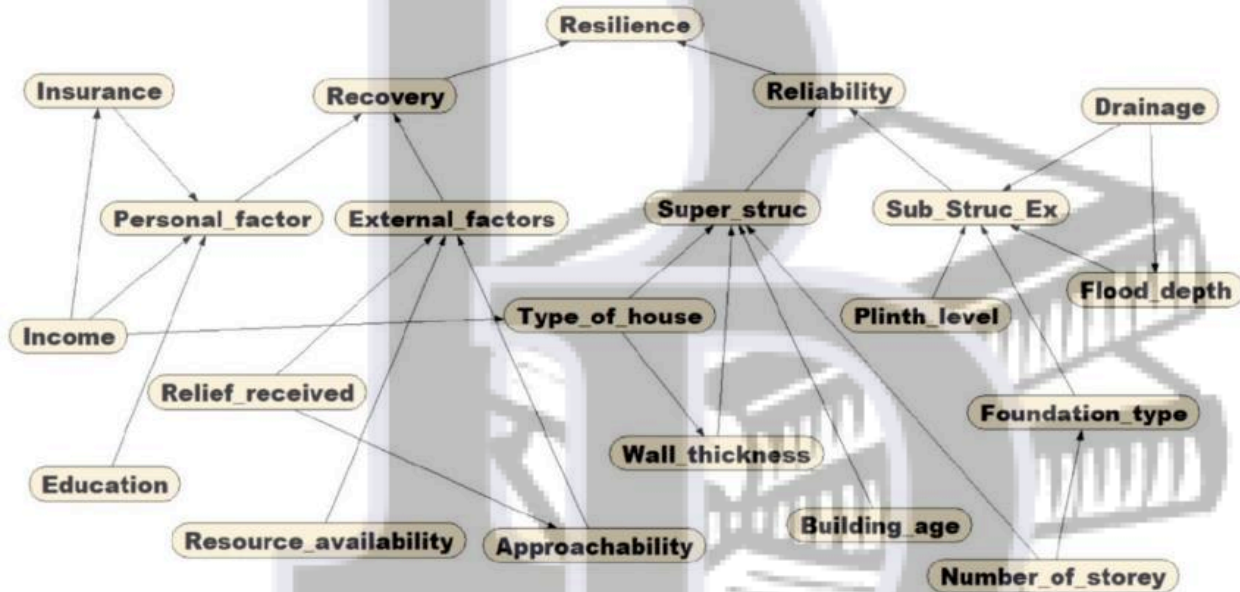 Resilience
Insurance
Recovery
Reliability
Drainage
Personal_factor
External_factors
Super_struc
Sub_Struc_Ex
Flood_depth
Type_of_house
Plinth_level
Income
Relief_received
Foundation_type
Wall_thickness
Education
Building_age
Resource_availability
Approachability
Number_of_storey